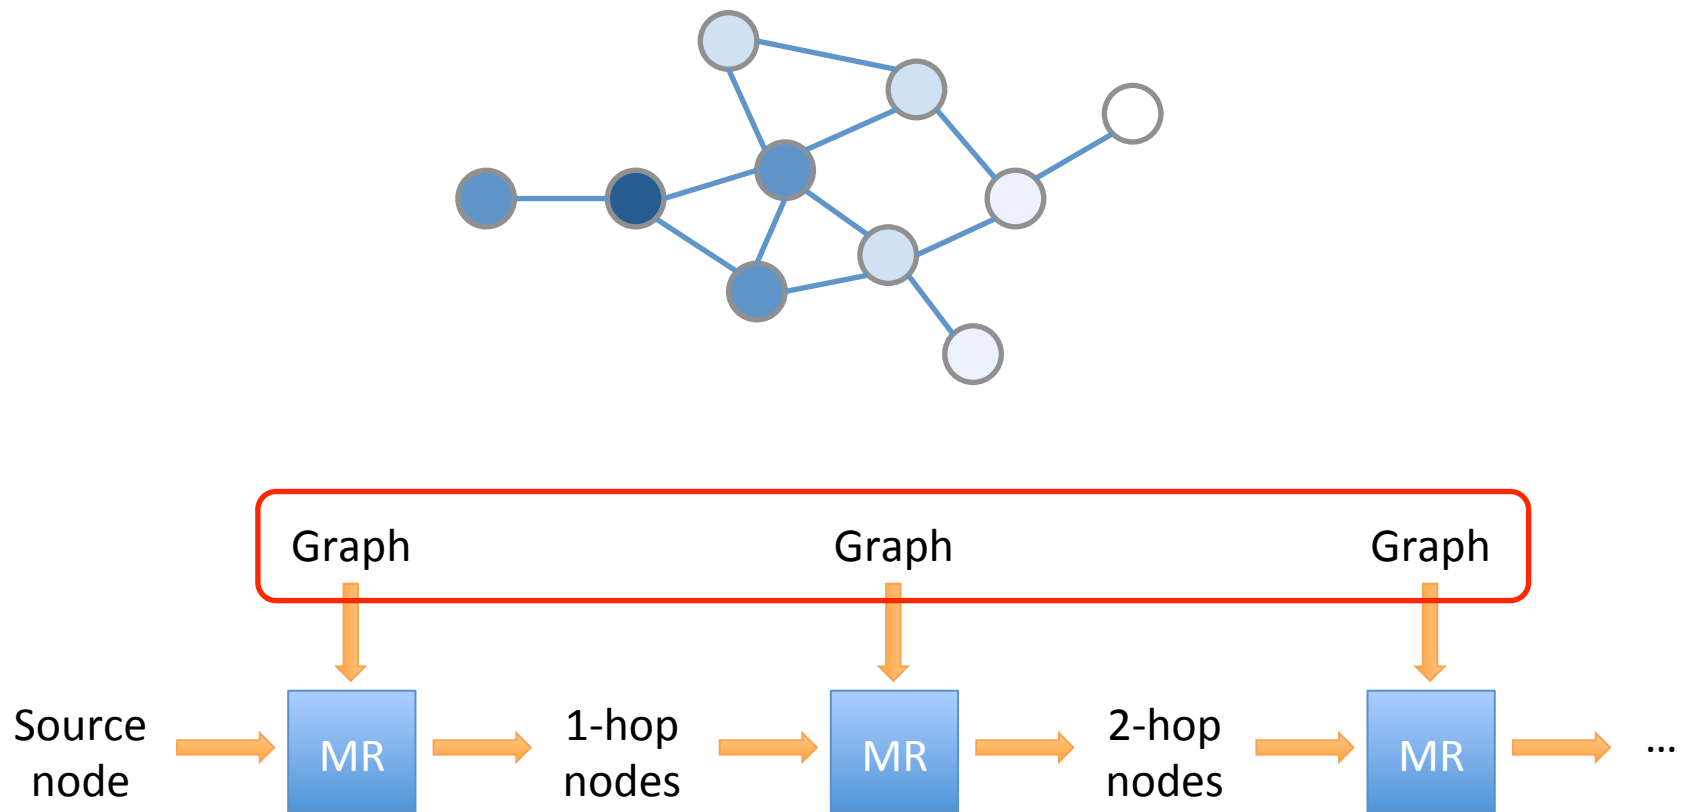 Graph
Graph
Graph
Source
node
MR
1-hop
nodes
MR
2-hop
nodes
MR
...